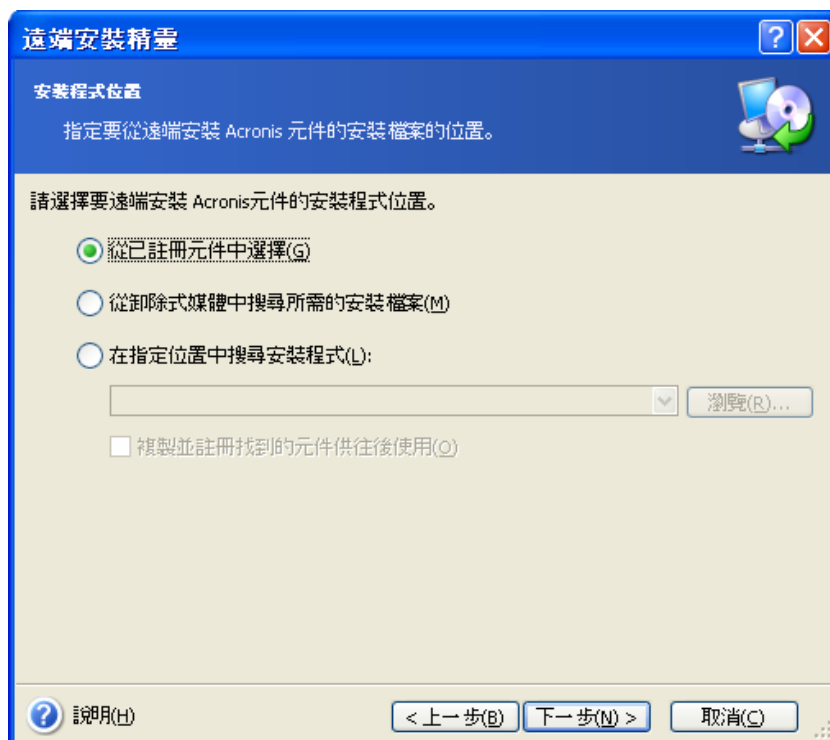 遠端安裝精靈
安裝程式位置
指定要從遠端安裝 Acronis 元件的安裝檔案的位置。
請選擇要遠端安裝 Acronis元件的安裝程式位置。
從已註冊元件中選擇(G)
從卸除式媒體中搜尋所需的安裝檔案(M)
在指定位置中搜尋安裝程式(L):
瀏覽(R)...
複製並註冊找到的元件供往後使用(O)
說明(H)
< 上一步(B)
下一步(N) >
取消(C)